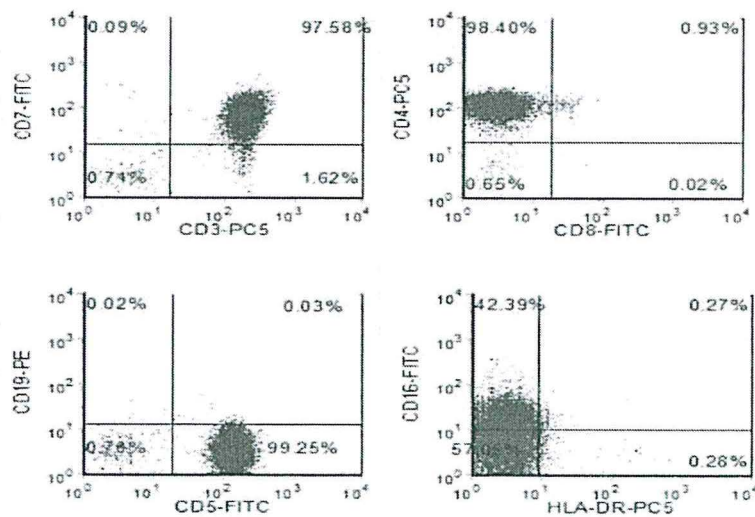 10⁴ 0.09% 97.58%
10³
CD7-FITC
10²
10¹
10⁰ 0.74% 1.62%
10⁰ 10¹ 10² 10³ 10⁴
CD3-PC5
10⁴ 98.40% 0.93%
10³
CD4-PC5
10²
10¹
10⁰ 0.65% 0.02%
10⁰ 10¹ 10² 10³ 10⁴
CD8-FITC
10⁴ 0.02% 0.03%
10³
CD19-PE
10²
10¹
99.25%
10⁰
10⁰ 10¹ 10² 10³ 10⁴
CD5-FITC
10⁴ 42.39% 0.27%
10³
CD16-FITC
10²
10¹
0.28%
10⁰
10⁰ 10¹ 10² 10³ 10⁴
HLA-DR-PC5